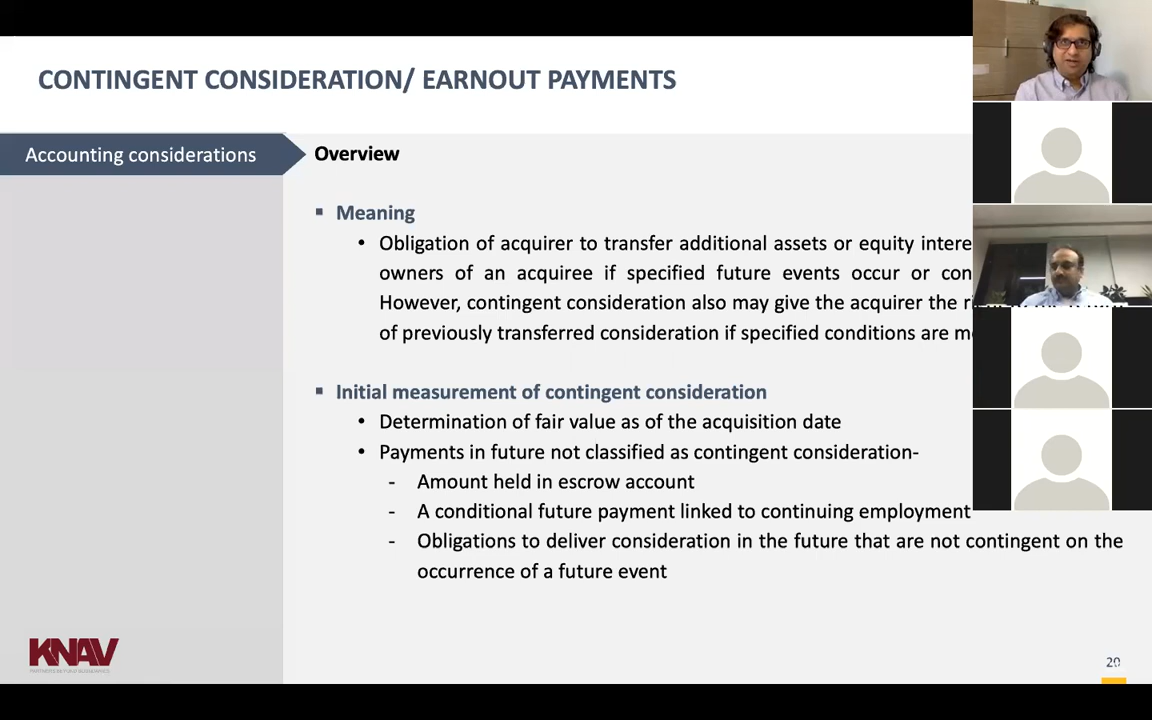 CONTINGENT CONSIDERATION/ EARNOUT PAYMENTS
Accounting considerations
Overview
▪ Meaning
• Obligation of acquirer to transfer additional assets or equity
owners of an acquiree if specified future events occur or
However, contingent consideration also may give the acquirer the
of previously transferred consideration if specified conditions are
▪ Initial measurement of contingent consideration
• Determination of fair value as of the acquisition date
• Payments in future not classified as contingent consideration-
- Amount held in escrow account
- A conditional future payment linked to continuing employment
- Obligations to deliver consideration in the future that are not contingent on the
occurrence of a future event
KNAV
PARTNERS BEYOND BOUNDARIES
20